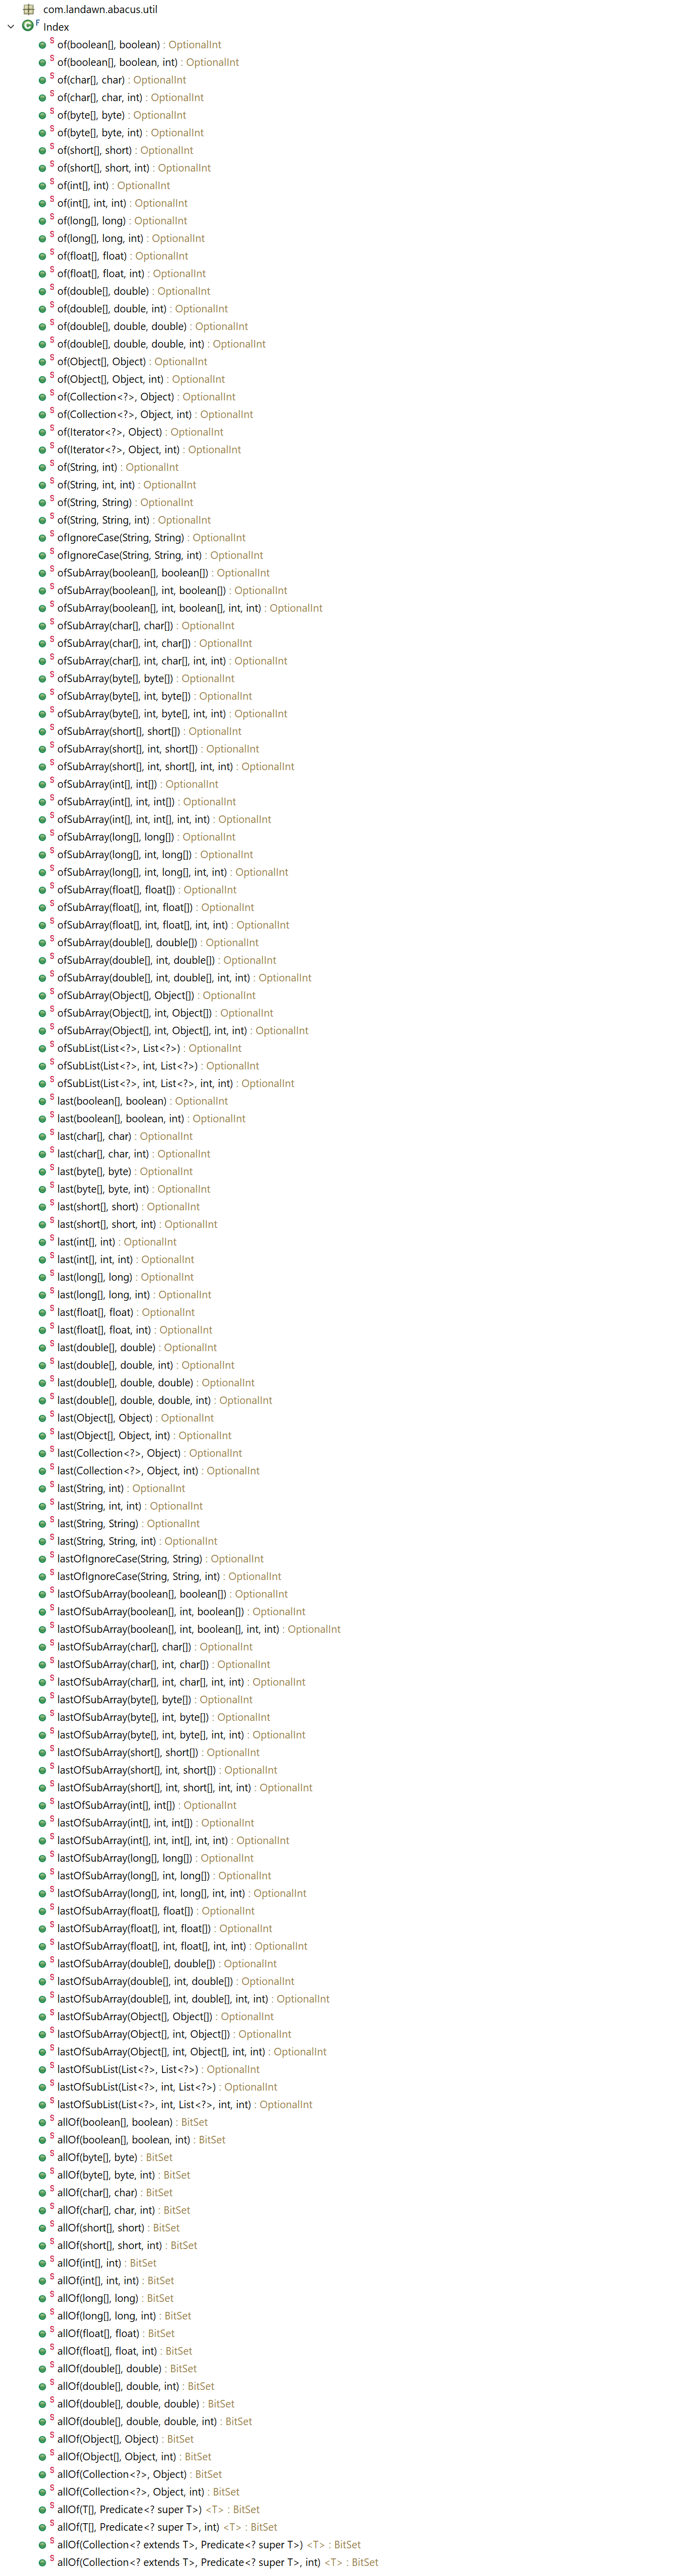 com.landawn.abacus.util
Index
of(boolean[], boolean) : OptionalInt
of(boolean[], boolean, int) : OptionalInt
of(char[], char) : OptionalInt
of(char[], char, int) : OptionalInt
of(byte[], byte) : OptionalInt
of(byte[], byte, int) : OptionalInt
of(short[], short) : OptionalInt
of(short[], short, int) : OptionalInt
of(int[], int) : OptionalInt
of(int[], int, int) : OptionalInt
of(long[], long) : OptionalInt
of(long[], long, int) : OptionalInt
of(float[], float) : OptionalInt
of(float[], float, int) : OptionalInt
of(double[], double) : OptionalInt
of(double[], double, int) : OptionalInt
of(double[], double, double) : OptionalInt
of(double[], double, double, int) : OptionalInt
of(Object[], Object) : OptionalInt
of(Object[], Object, int) : OptionalInt
of(Collection<?>, Object) : OptionalInt
of(Collection<?>, Object, int) : OptionalInt
of(Iterator<?>, Object) : OptionalInt
of(Iterator<?>, Object, int) : OptionalInt
of(String, int) : OptionalInt
of(String, int, int) : OptionalInt
of(String, String) : OptionalInt
of(String, String, int) : OptionalInt
ofIgnoreCase(String, String) : OptionalInt
ofIgnoreCase(String, String, int) : OptionalInt
ofSubArray(boolean[], boolean[]) : OptionalInt
ofSubArray(boolean[], int, boolean[]) : OptionalInt
ofSubArray(boolean[], int, boolean[], int, int) : OptionalInt
ofSubArray(char[], char[]) : OptionalInt
ofSubArray(char[], int, char[]) : OptionalInt
ofSubArray(char[], int, char[], int, int) : OptionalInt
ofSubArray(byte[], byte[]) : OptionalInt
ofSubArray(byte[], int, byte[]) : OptionalInt
ofSubArray(byte[], int, byte[], int, int) : OptionalInt
ofSubArray(short[], short[]) : OptionalInt
ofSubArray(short[], int, short[]) : OptionalInt
ofSubArray(short[], int, short[], int, int) : OptionalInt
ofSubArray(int[], int[]) : OptionalInt
ofSubArray(int[], int, int[]) : OptionalInt
ofSubArray(int[], int, int[], int, int) : OptionalInt
ofSubArray(long[], long[]) : OptionalInt
ofSubArray(long[], int, long[]) : OptionalInt
ofSubArray(long[], int, long[], int, int) : OptionalInt
ofSubArray(float[], float[]) : OptionalInt
ofSubArray(float[], int, float[]) : OptionalInt
ofSubArray(float[], int, float[], int, int) : OptionalInt
ofSubArray(double[], double[]) : OptionalInt
ofSubArray(double[], int, double[]) : OptionalInt
ofSubArray(double[], int, double[], int, int) : OptionalInt
ofSubArray(Object[], Object[]) : OptionalInt
ofSubArray(Object[], int, Object[]) : OptionalInt
ofSubArray(Object[], int, Object[], int, int) : OptionalInt
ofSubList(List<?>, List<?>) : OptionalInt
ofSubList(List<?>, int, List<?>) : OptionalInt
ofSubList(List<?>, int, List<?>, int, int) : OptionalInt
last(boolean[], boolean) : OptionalInt
last(boolean[], boolean, int) : OptionalInt
last(char[], char) : OptionalInt
last(char[], char, int) : OptionalInt
last(byte[], byte) : OptionalInt
last(byte[], byte, int) : OptionalInt
last(short[], short) : OptionalInt
last(short[], short, int) : OptionalInt
last(int[], int) : OptionalInt
last(int[], int, int) : OptionalInt
last(long[], long) : OptionalInt
last(long[], long, int) : OptionalInt
last(float[], float) : OptionalInt
last(float[], float, int) : OptionalInt
last(double[], double) : OptionalInt
last(double[], double, int) : OptionalInt
last(double[], double, double) : OptionalInt
last(double[], double, double, int) : OptionalInt
last(Object[], Object) : OptionalInt
last(Object[], Object, int) : OptionalInt
last(Collection<?>, Object) : OptionalInt
last(Collection<?>, Object, int) : OptionalInt
last(String, int) : OptionalInt
last(String, int, int) : OptionalInt
last(String, String) : OptionalInt
last(String, String, int) : OptionalInt
lastOfIgnoreCase(String, String) : OptionalInt
lastOfIgnoreCase(String, String, int) : OptionalInt
lastOfSubArray(boolean[], boolean[]) : OptionalInt
lastOfSubArray(boolean[], int, boolean[]) : OptionalInt
lastOfSubArray(boolean[], int, boolean[], int, int) : OptionalInt
lastOfSubArray(char[], char[]) : OptionalInt
lastOfSubArray(char[], int, char[]) : OptionalInt
lastOfSubArray(char[], int, char[], int, int) : OptionalInt
lastOfSubArray(byte[], byte[]) : OptionalInt
lastOfSubArray(byte[], int, byte[]) : OptionalInt
lastOfSubArray(byte[], int, byte[], int, int) : OptionalInt
lastOfSubArray(short[], short[]) : OptionalInt
lastOfSubArray(short[], int, short[]) : OptionalInt
lastOfSubArray(short[], int, short[], int, int) : OptionalInt
lastOfSubArray(int[], int[]) : OptionalInt
lastOfSubArray(int[], int, int[]) : OptionalInt
lastOfSubArray(int[], int, int[], int, int) : OptionalInt
lastOfSubArray(long[], long[]) : OptionalInt
lastOfSubArray(long[], int, long[]) : OptionalInt
lastOfSubArray(long[], int, long[], int, int) : OptionalInt
lastOfSubArray(float[], float[]) : OptionalInt
lastOfSubArray(float[], int, float[]) : OptionalInt
lastOfSubArray(float[], int, float[], int, int) : OptionalInt
lastOfSubArray(double[], double[]) : OptionalInt
lastOfSubArray(double[], int, double[]) : OptionalInt
lastOfSubArray(double[], int, double[], int, int) : OptionalInt
lastOfSubArray(Object[], Object[]) : OptionalInt
lastOfSubArray(Object[], int, Object[]) : OptionalInt
lastOfSubArray(Object[], int, Object[], int, int) : OptionalInt
lastOfSubList(List<?>, List<?>) : OptionalInt
lastOfSubList(List<?>, int, List<?>) : OptionalInt
lastOfSubList(List<?>, int, List<?>, int, int) : OptionalInt
allOf(boolean[], boolean) : BitSet
allOf(boolean[], boolean, int) : BitSet
allOf(byte[], byte) : BitSet
allOf(byte[], byte, int) : BitSet
allOf(char[], char) : BitSet
allOf(char[], char, int) : BitSet
allOf(short[], short) : BitSet
allOf(short[], short, int) : BitSet
allOf(int[], int) : BitSet
allOf(int[], int, int) : BitSet
allOf(long[], long) : BitSet
allOf(long[], long, int) : BitSet
allOf(float[], float) : BitSet
allOf(float[], float, int) : BitSet
allOf(double[], double) : BitSet
allOf(double[], double, int) : BitSet
allOf(double[], double, double) : BitSet
allOf(double[], double, double, int) : BitSet
allOf(Object[], Object) : BitSet
allOf(Object[], Object, int) : BitSet
allOf(Collection<?>, Object) : BitSet
allOf(Collection<?>, Object, int) : BitSet
allOf(T[], Predicate<? super T>) <T> : BitSet
allOf(T[], Predicate<? super T>, int) <T> : BitSet
allOf(Collection<? extends T>, Predicate<? super T>) <T> : BitSet
allOf(Collection<? extends T>, Predicate<? super T>, int) <T> : BitSet